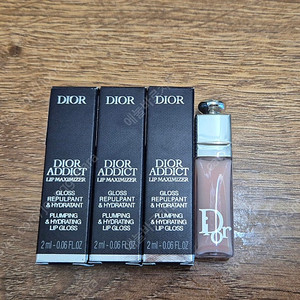 DIOR
DIOR
ADDICT
LIP MAXIMIZER
GLOSS
REPULPANT
& HYDRATANT
PLUMPING
& HYDRATING
LIP GLOSS
2 ml - 0.06 FL OZ
DIOR
DIOR
ADDICT
LIP MAXIMIZER
GLOSS
REPULPANT
& HYDRATANT
PLUMPING
& HYDRATING
LIP GLOSS
2 ml - 0.06 FL OZ
DIOR
DIOR
ADDICT
LIP MAXIMIZER
GLOSS
REPULPANT
& HYDRATANT
PLUMPING
& HYDRATING
LIP GLOSS
2 ml - 0.06 FL OZ
Dior